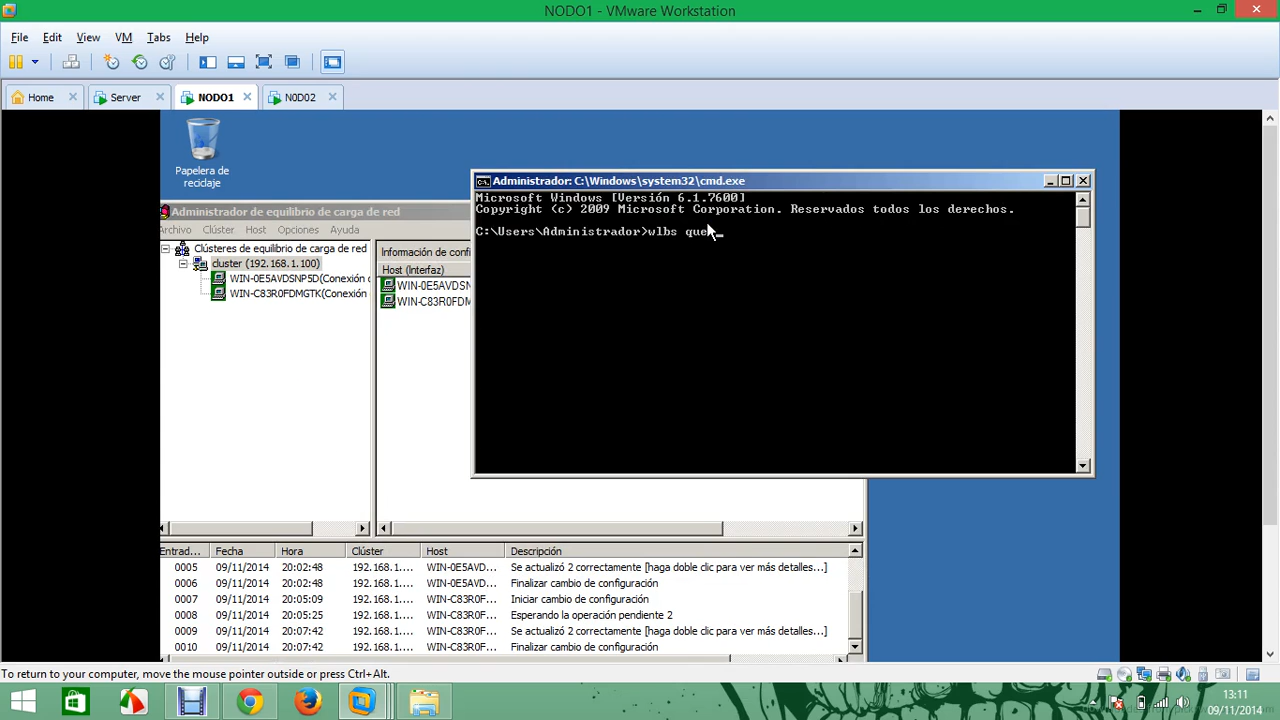 NODO1 - VMware Workstation
File Edit View VM Tabs Help
Home Server NODO1 N0D02
Papelera de
reciclaje
Administrador: C:\Windows\system32\cmd.exe
Microsoft Windows [Versión 6.1.7600]
Copyright (c) 2009 Microsoft Corporation. Reservados todos los derechos.
C:\Users\Administrador>wlbs que_
Administrador de equilibrio de carga de red
Archivo Clúster Host Opciones Ayuda
Clústeres de equilibrio de carga de red
cluster (192.168.1.100)
WIN-0E5AVDSNP5D(Conexión
WIN-C83R0FDMGTK(Conexión
Información de confi
Host (Interfaz)
WIN-0E5AVDSN
WIN-C83R0FDM
Entrad... Fecha Hora Clúster Host Descripción
0005 09/11/2014 20:02:48 192.168.1.... WIN-0E5AVD... Se actualizó 2 correctamente [haga doble clic para ver más detalles...]
0006 09/11/2014 20:02:48 192.168.1.... WIN-0E5AVD... Finalizar cambio de configuración
0007 09/11/2014 20:05:09 192.168.1.... WIN-C83R0F... Iniciar cambio de configuración
0008 09/11/2014 20:05:25 192.168.1.... WIN-C83R0F... Esperando la operación pendiente 2
0009 09/11/2014 20:07:42 192.168.1.... WIN-C83R0F... Se actualizó 2 correctamente [haga doble clic para ver más detalles...]
0010 09/11/2014 20:07:42 192.168.1.... WIN-C83R0F... Finalizar cambio de configuración
To return to your computer, move the mouse pointer outside or press Ctrl+Alt.
13:11
09/11/2014